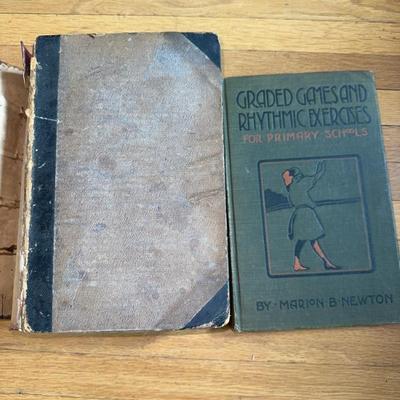 GRADED GAMES AND
RHYTHMIC EXERCISES
FOR PRIMARY SCHOOLS
BY · MARION · B · NEWTON